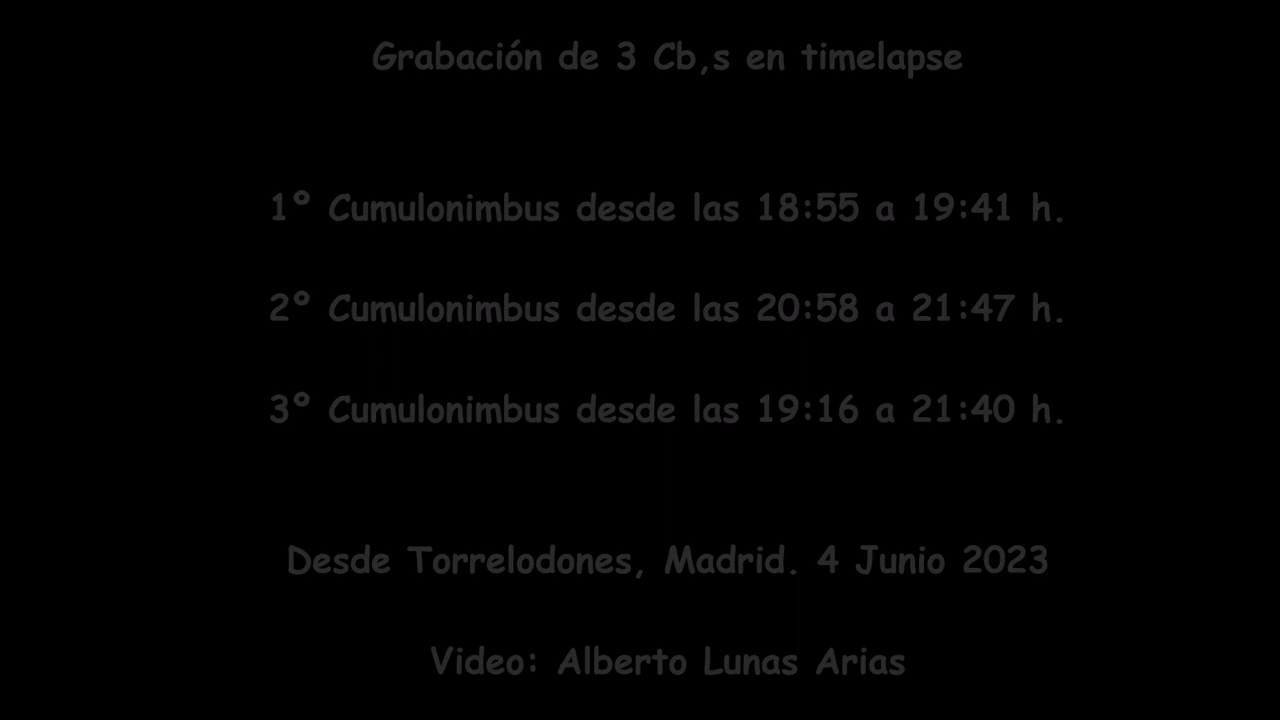 Grabación de 3 Cb,s en timelapse
1º Cumulonimbus desde las 18:55 a 19:41 h.
2º Cumulonimbus desde las 20:58 a 21:47 h.
3º Cumulonimbus desde las 19:16 a 21:40 h.
Desde Torrelodones, Madrid. 4 Junio 2023
Video: Alberto Lunas Arias